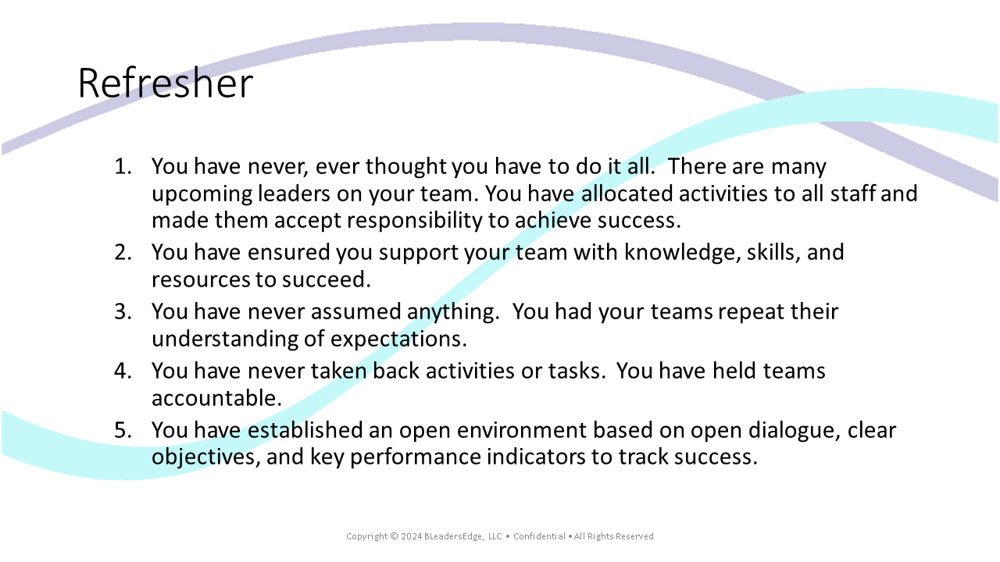 Refresher
1. You have never, ever thought you have to do it all.  There are many
upcoming leaders on your team. You have allocated activities to all staff and
made them accept responsibility to achieve success.
2. You have ensured you support your team with knowledge, skills, and
resources to succeed.
3. You have never assumed anything.  You had your teams repeat their
understanding of expectations.
4. You have never taken back activities or tasks.  You have held teams
accountable.
5. You have established an open environment based on open dialogue, clear
objectives, and key performance indicators to track success.
Copyright © 2024 BLeadersEdge, LLC • Confidential • All Rights Reserved